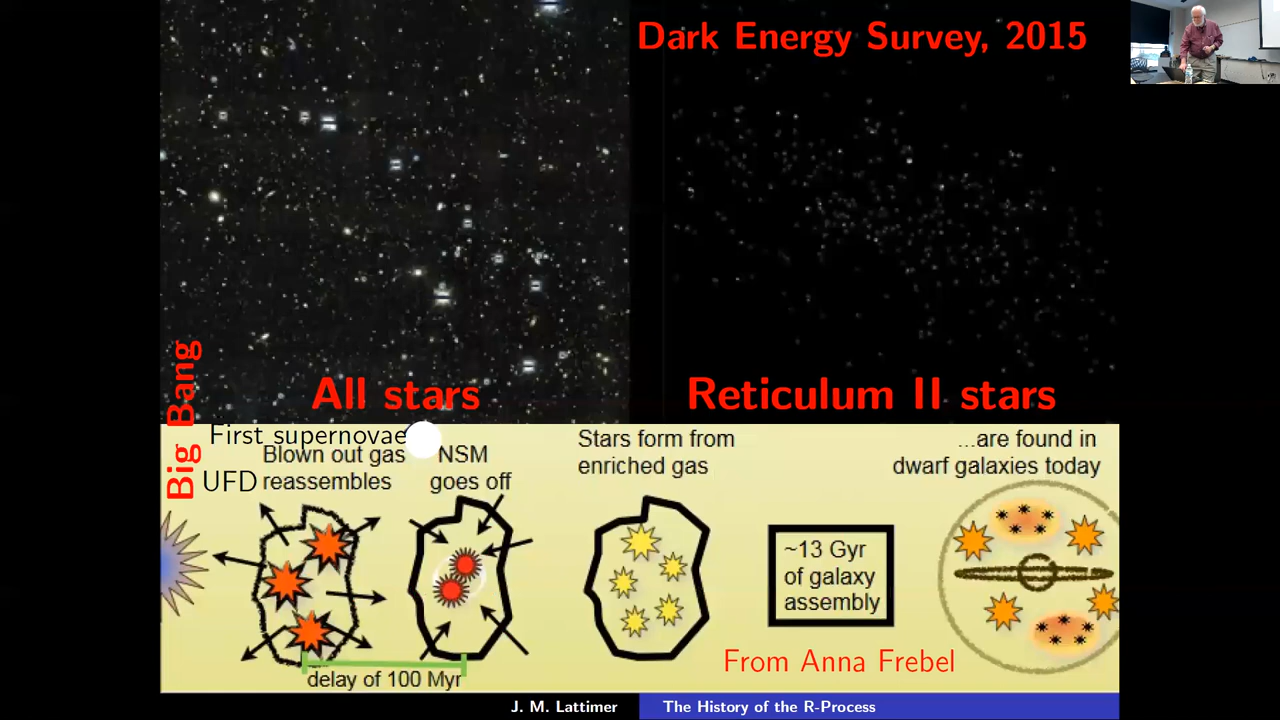 Dark Energy Survey, 2015
All stars
Reticulum II stars
Big Bang
First supernovae
UFD
Blown out gas
reassembles
NSM
goes off
Stars form from
enriched gas
...are found in
dwarf galaxies today
~13 Gyr
of galaxy
assembly
delay of 100 Myr
From Anna Frebel
J. M. Lattimer
The History of the R-Process